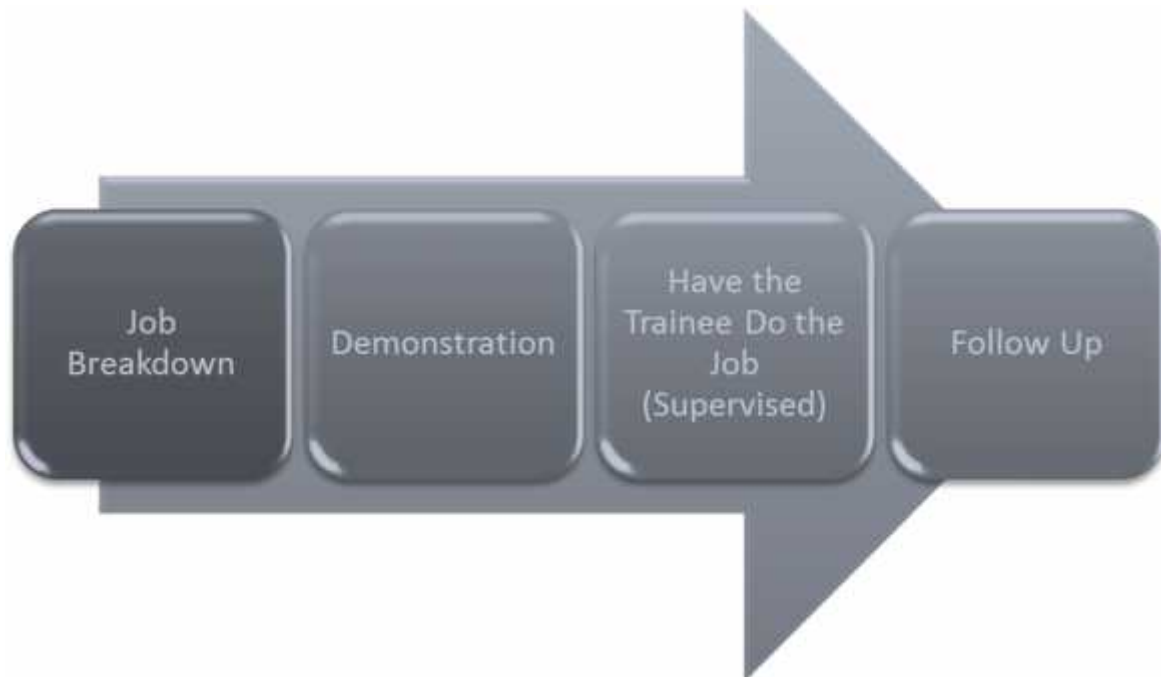 Job
Breakdown
Demonstration
Have the
Trainee Do the
Job
(Supervised)
Follow Up